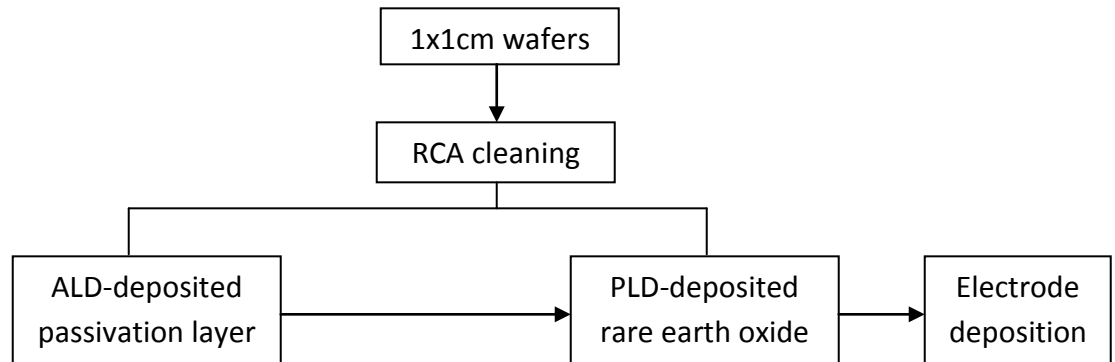 1x1cm wafers
RCA cleaning
ALD-deposited
passivation layer
PLD-deposited
rare earth oxide
Electrode
deposition